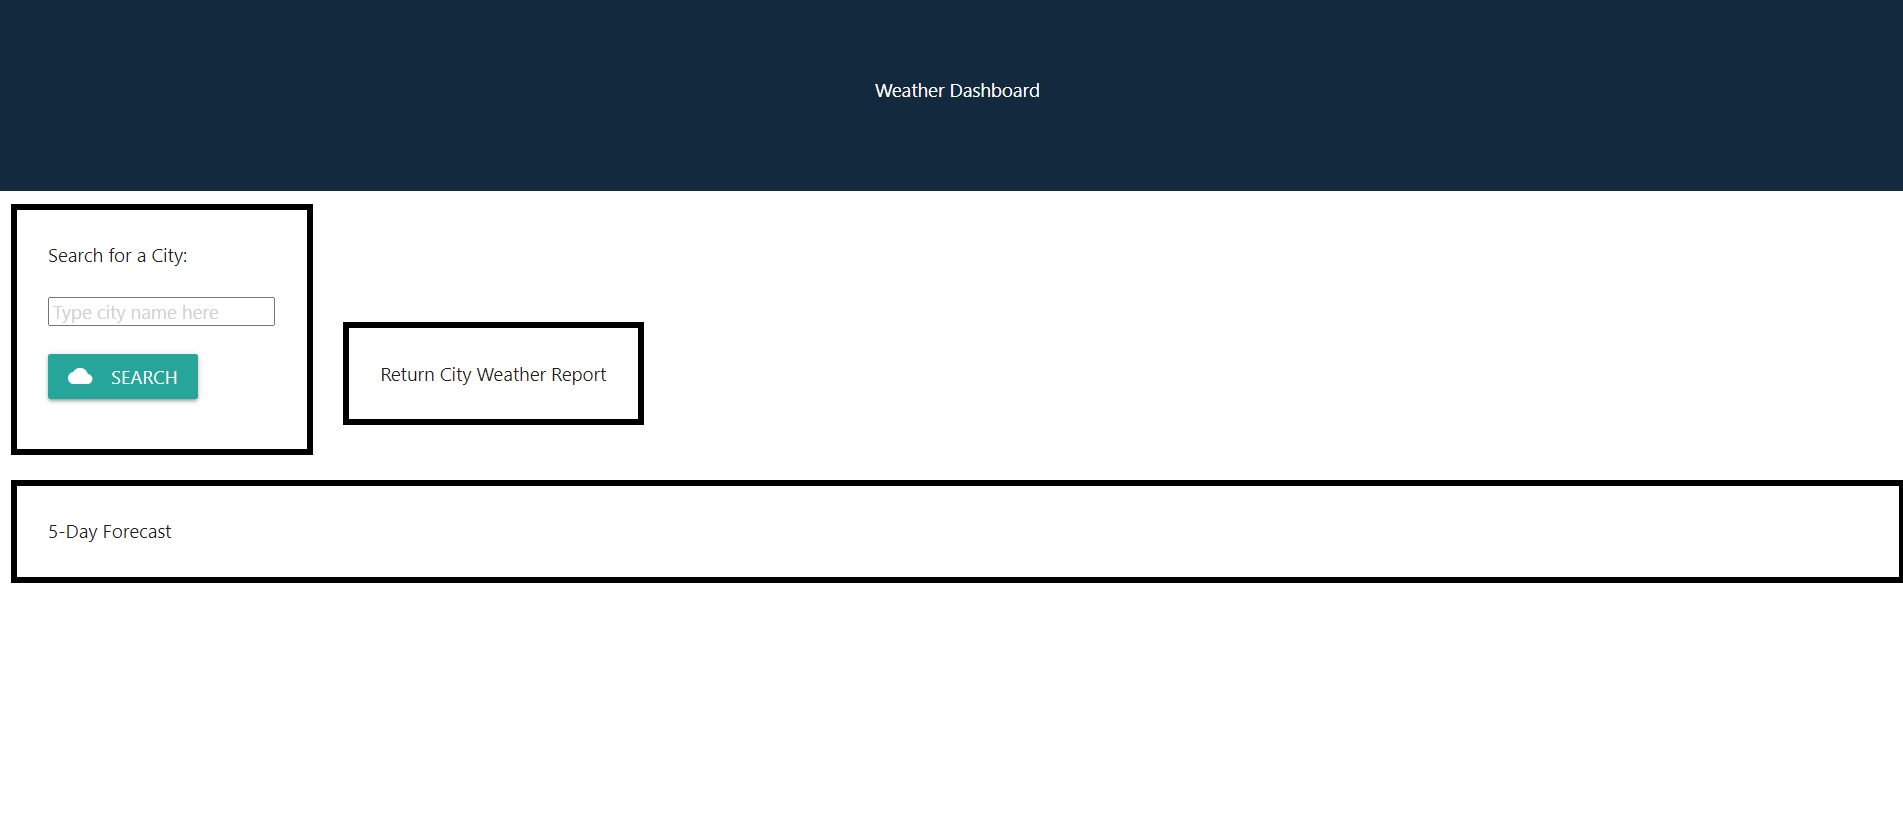 Weather Dashboard
Search for a City:
Type city name here
SEARCH
Return City Weather Report
5-Day Forecast